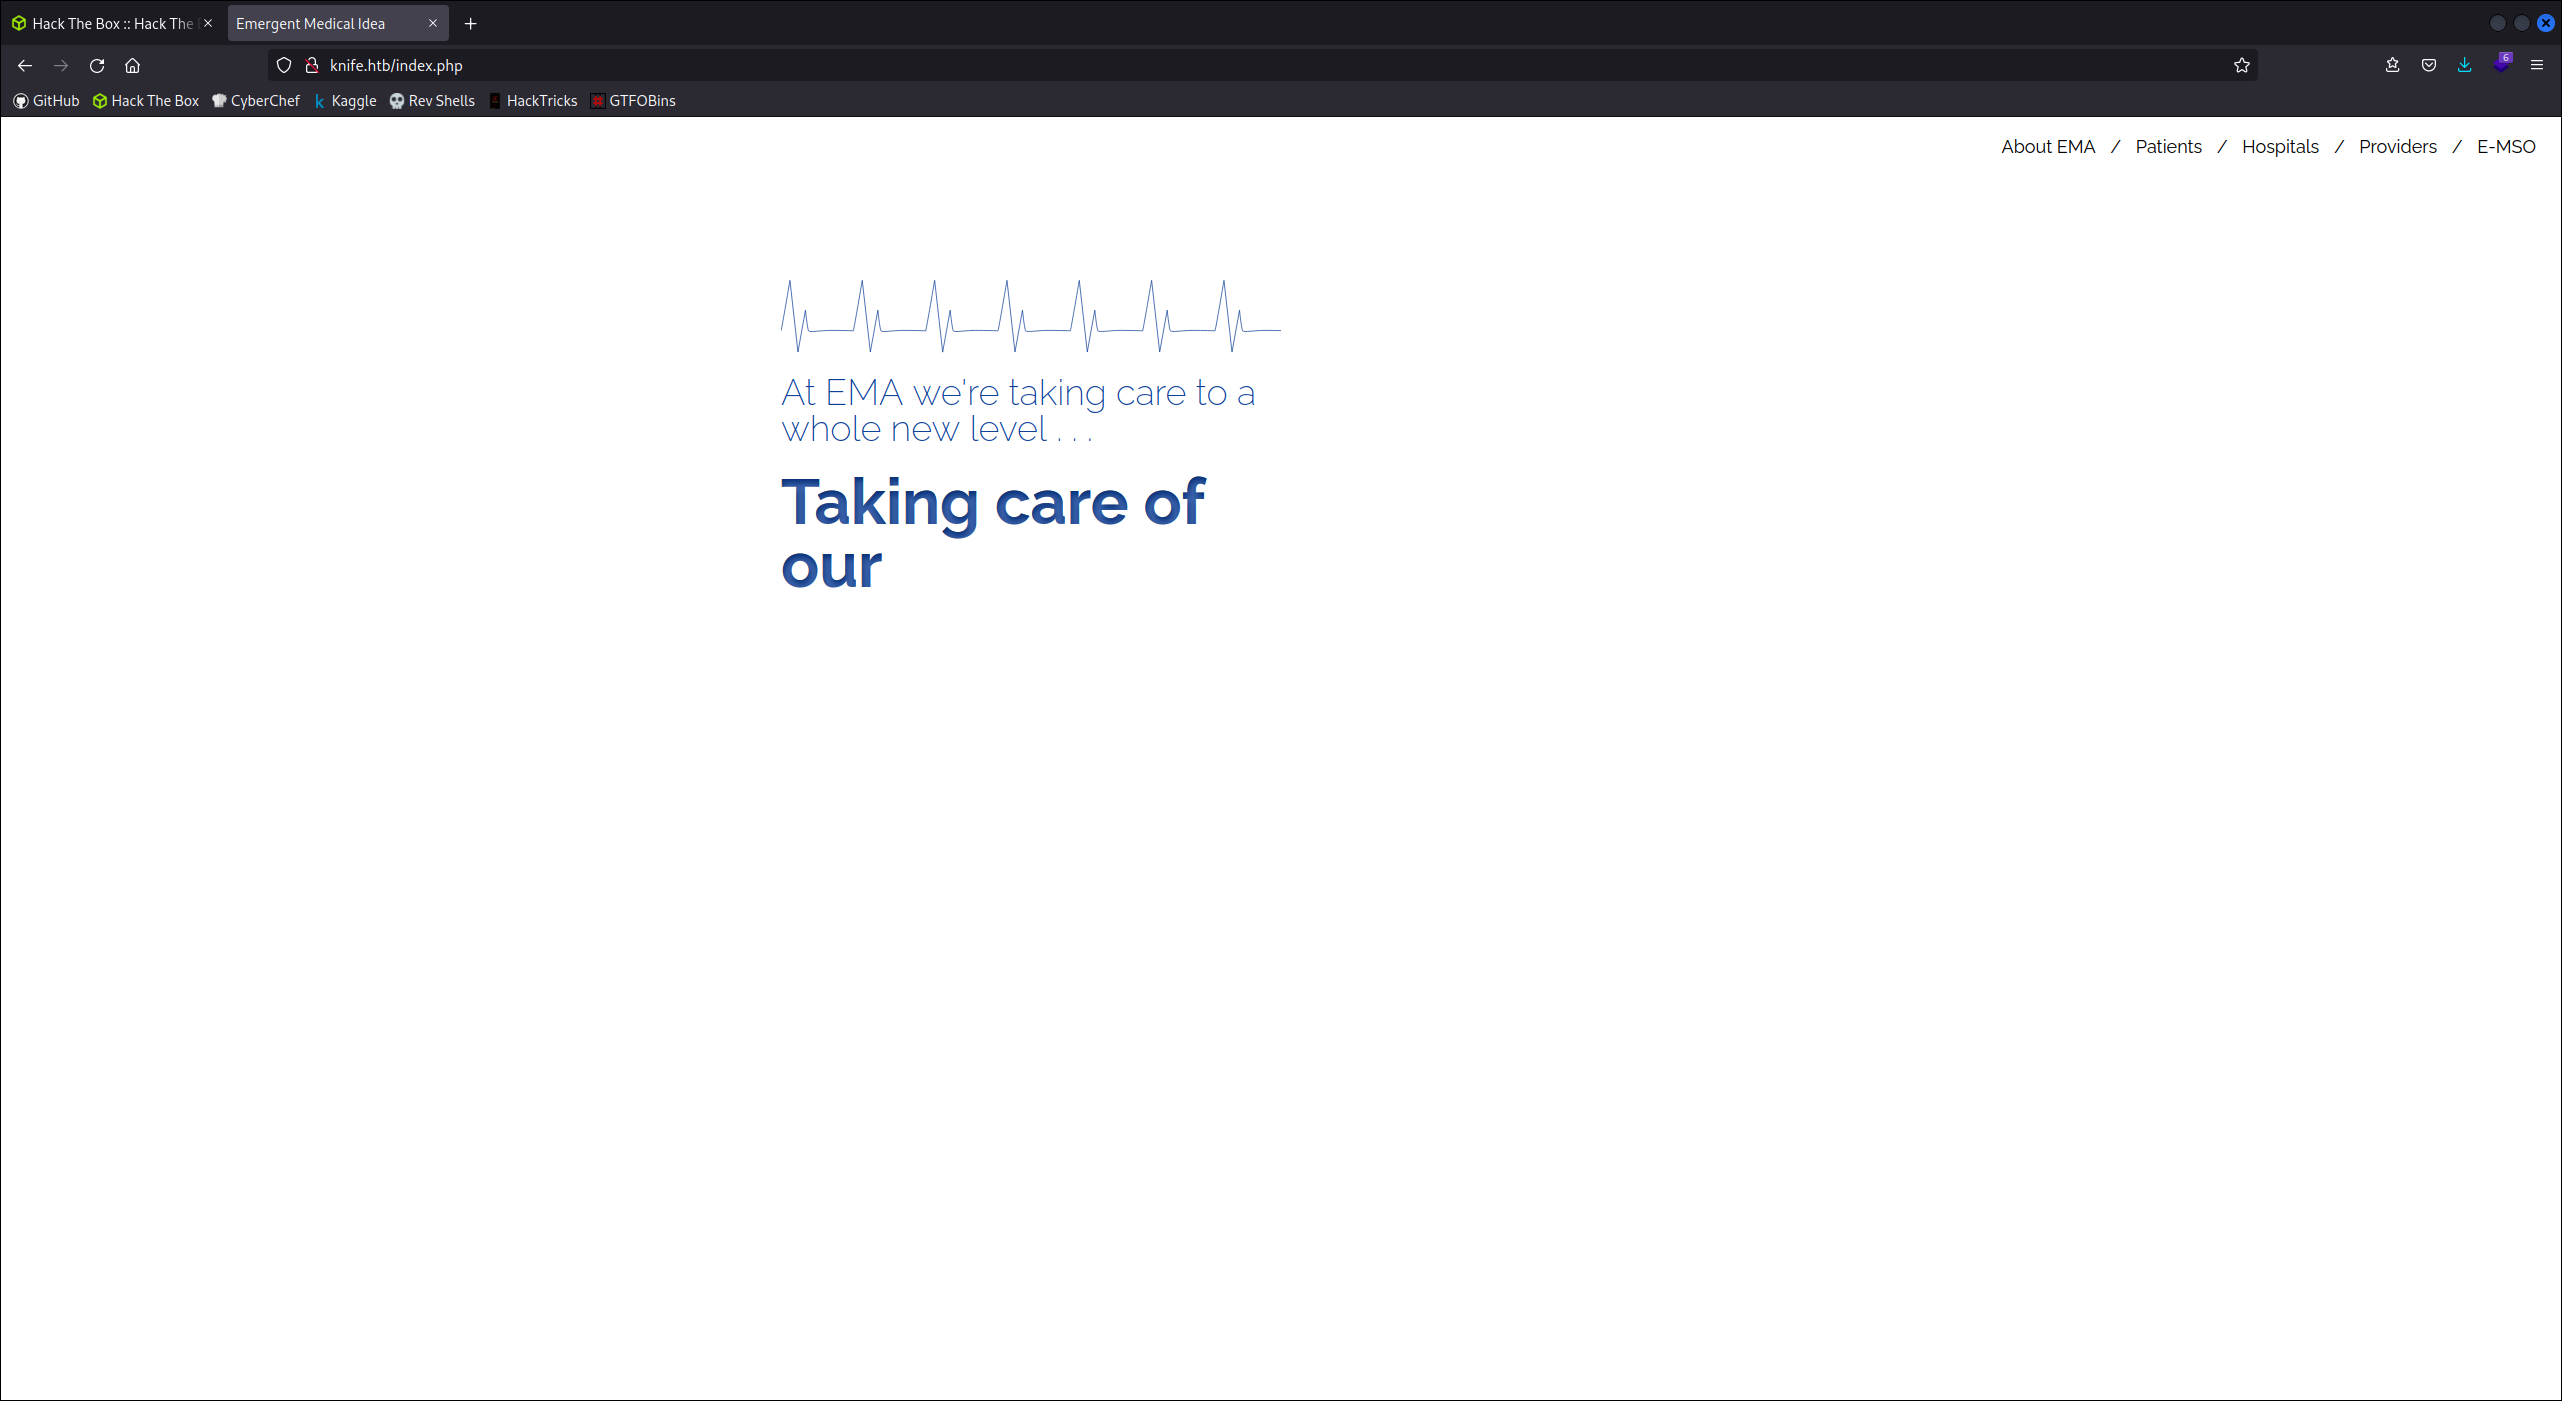 Hack The Box :: Hack The
Emergent Medical Idea
knife.htb/index.php
6
GitHub Hack The Box CyberChef Kaggle Rev Shells HackTricks GTFOBins
About EMA / Patients / Hospitals / Providers / E-MSO
At EMA we're taking care to a
whole new level . . .
Taking care of
our